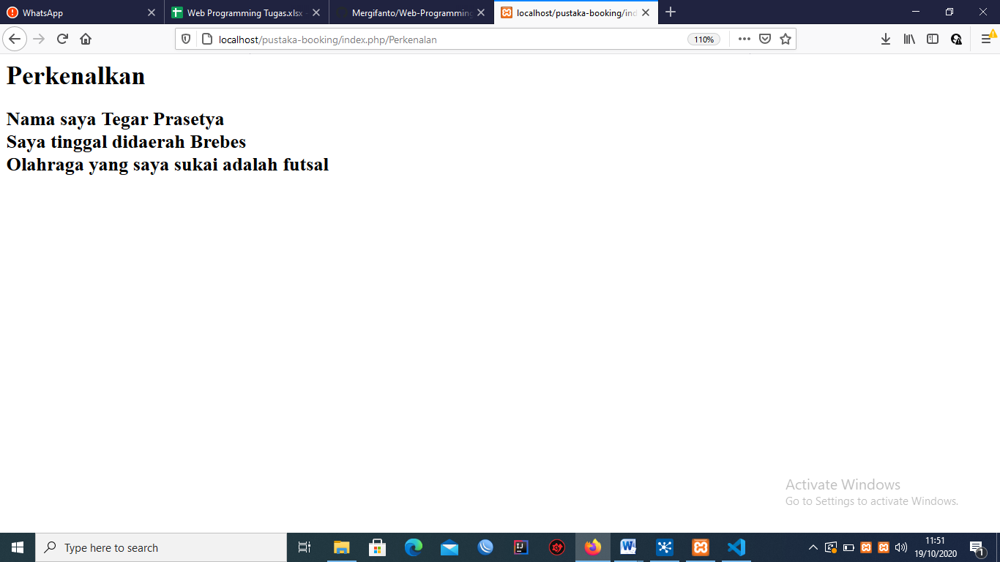 WhatsApp
Web Programming Tugas.xlsx
Mergifanto/Web-Programming
localhost/pustaka-booking/ind
localhost/pustaka-booking/index.php/Perkenalan
110%
Perkenalkan
Nama saya Tegar Prasetya
Saya tinggal didaerah Brebes
Olahraga yang saya sukai adalah futsal
Activate Windows
Go to Settings to activate Windows.
Type here to search
11:51
19/10/2020
1